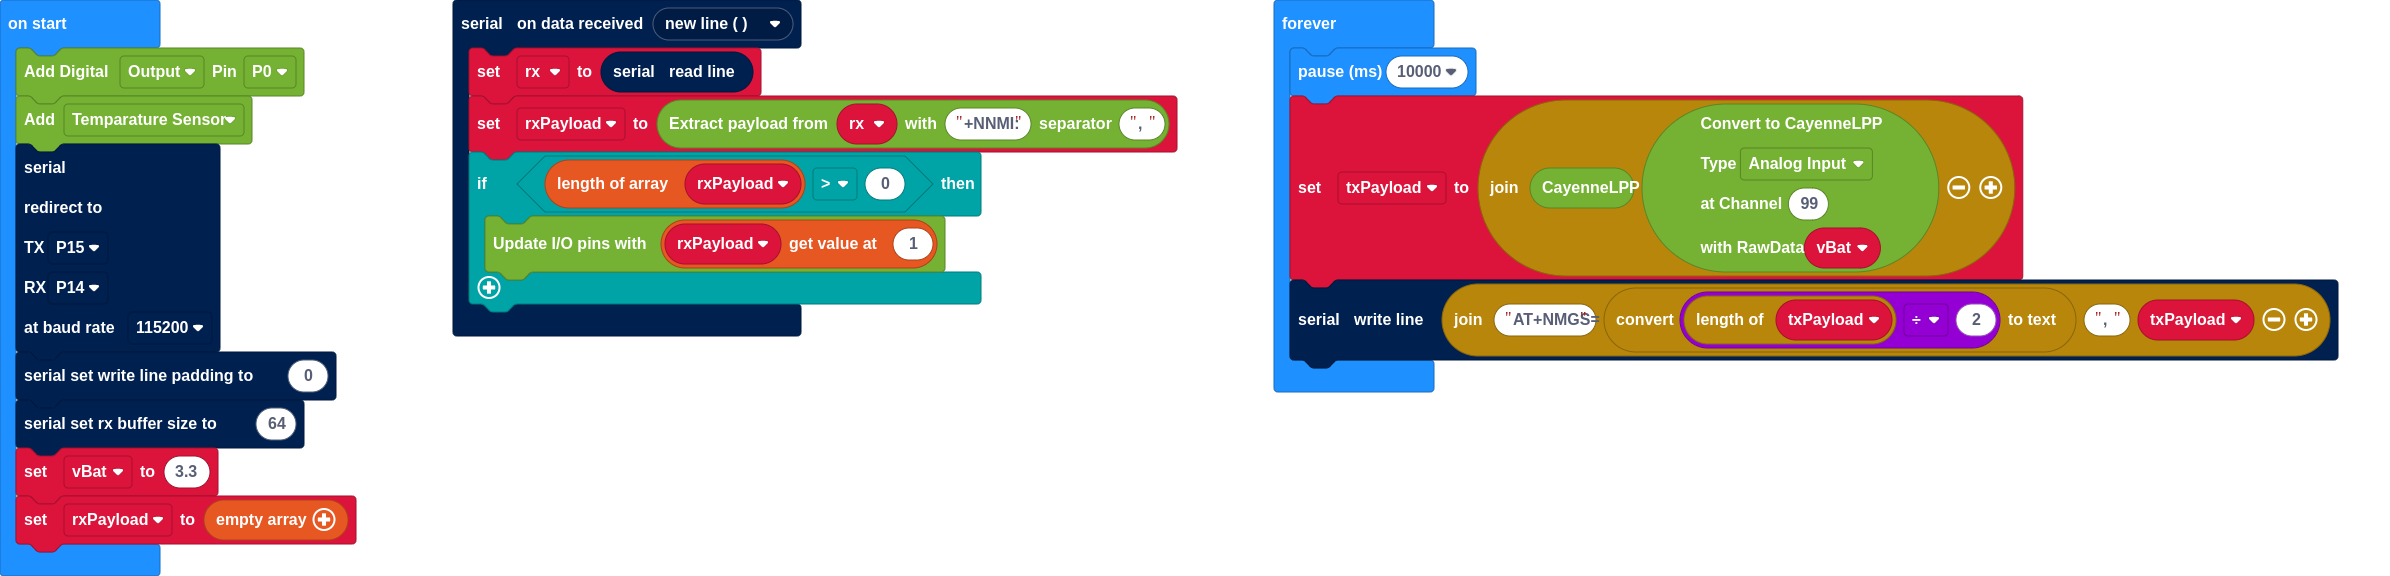 on start
Add Digital Output Pin P0
Add Temparature Sensor
serial
redirect to
TX P15
RX P14
at baud rate 115200
serial set write line padding to 0
serial set rx buffer size to 64
set vBat to 3.3
set rxPayload to empty array
serial on data received new line ( )
set rx to serial read line
set rxPayload to Extract payload from rx with "+NNMI:" separator ","
if length of array rxPayload > 0 then
Update I/O pins with rxPayload get value at 1
forever
pause (ms) 10000
set txPayload to join CayenneLPP
Convert to CayenneLPP
Type Analog Input
at Channel 99
with RawData vBat
serial write line join "AT+NMGS=" convert length of txPayload ÷ 2 to text "," txPayload